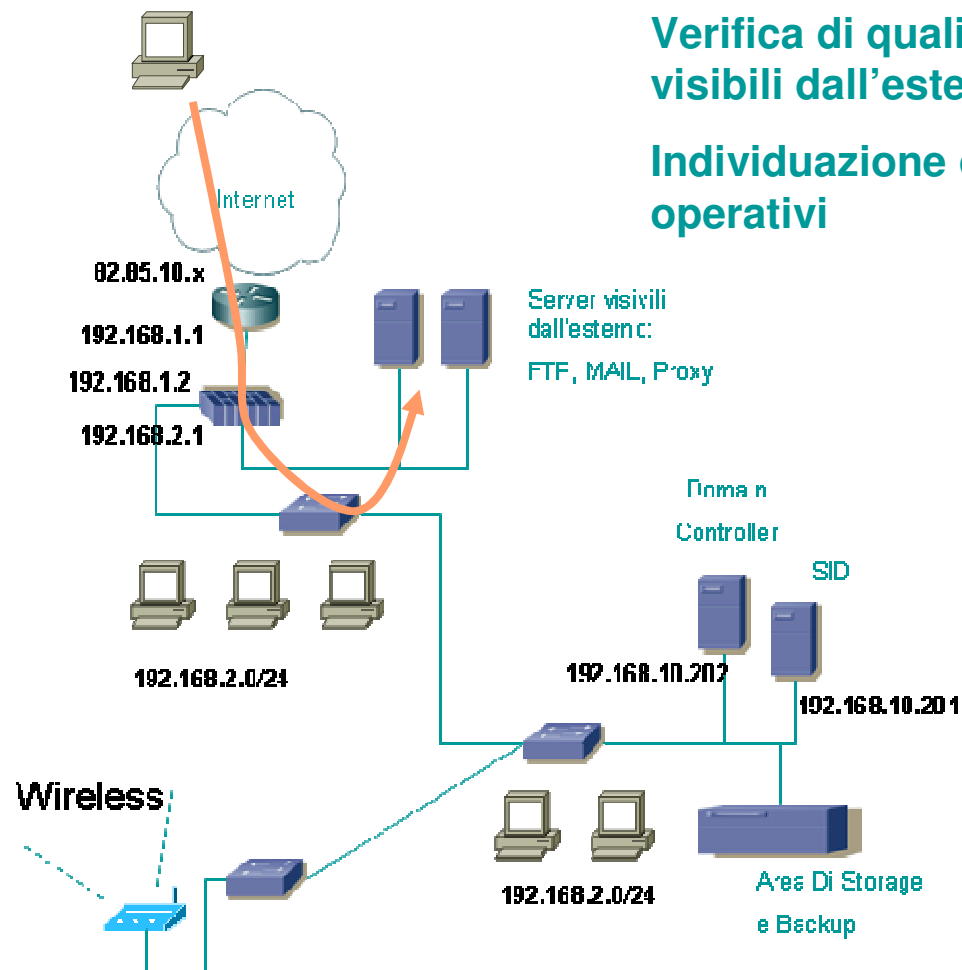 Verifica di quali
visibili dall'este
Individuazione
operativi
Internet
82.85.10.x
192.168.1.1
192.168.1.2
192.168.2.1
Server visivili
dall'esterno:
FTP, MAIL, Proxy
Domain
Controller
SID
192.168.2.0/24
192.168.10.202
192.168.10.201
Wireless
192.168.2.0/24
Area Di Storage
e Backup